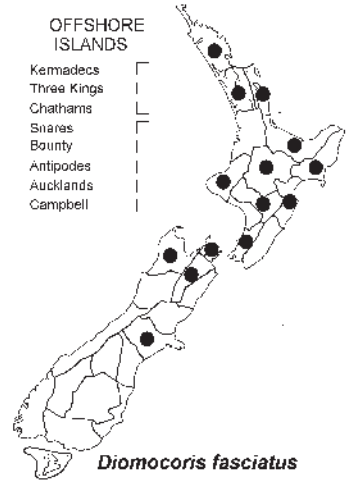 OFFSHORE
ISLANDS
Kermadecs
Three Kings
Chathams
Snares
Bounty
Antipodes
Aucklands
Campbell
Diomocoris fasciatus